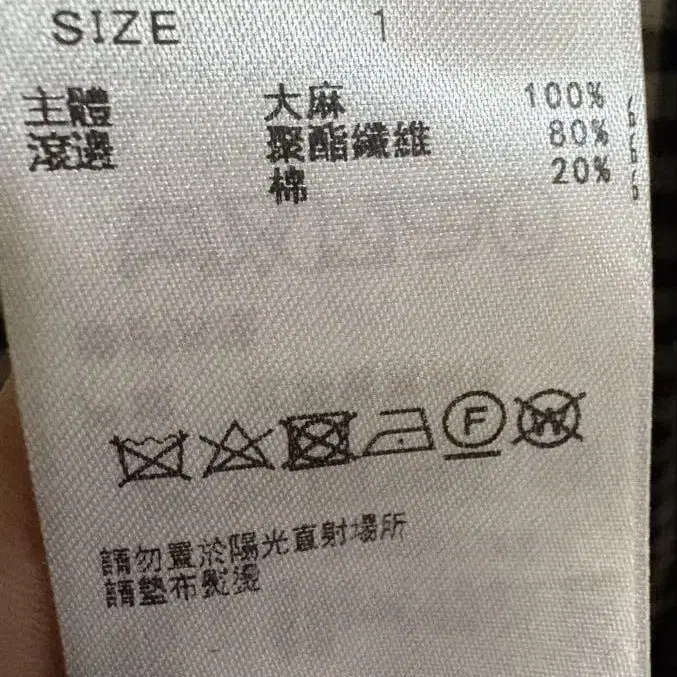 SIZE 1
主體 大麻 100%
滾邊 聚酯纖維 80%
棉 20%
F W
請勿置於陽光直射場所
請墊布熨燙